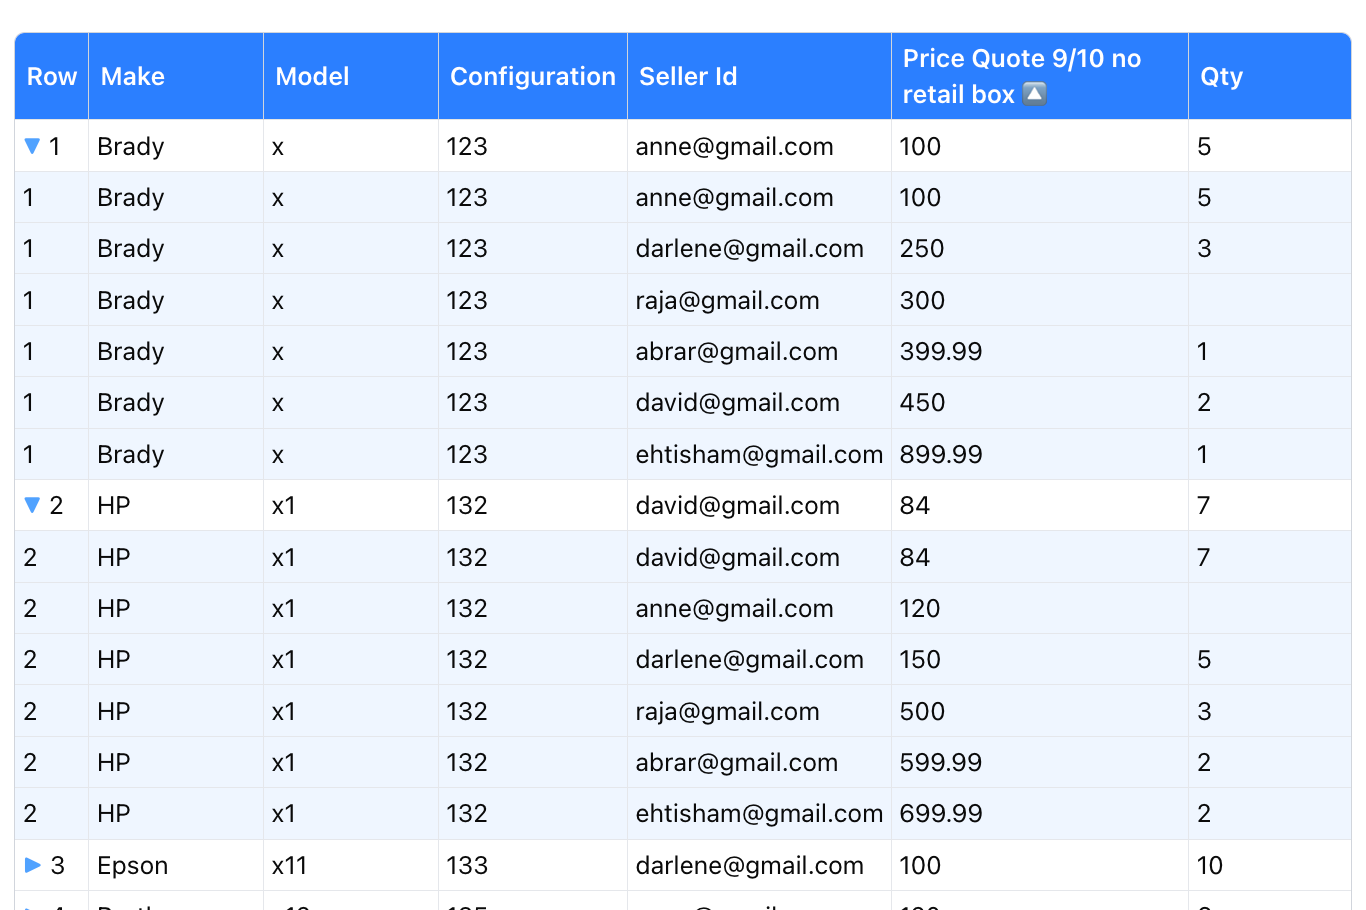 Row Make Model Configuration Seller Id Price Quote 9/10 no retail box Qty
1 Brady x 123 anne@gmail.com 100 5
1 Brady x 123 anne@gmail.com 100 5
1 Brady x 123 darlene@gmail.com 250 3
1 Brady x 123 raja@gmail.com 300
1 Brady x 123 abrar@gmail.com 399.99 1
1 Brady x 123 david@gmail.com 450 2
1 Brady x 123 ehtisham@gmail.com 899.99 1
2 HP x1 132 david@gmail.com 84 7
2 HP x1 132 david@gmail.com 84 7
2 HP x1 132 anne@gmail.com 120
2 HP x1 132 darlene@gmail.com 150 5
2 HP x1 132 raja@gmail.com 500 3
2 HP x1 132 abrar@gmail.com 599.99 2
2 HP x1 132 ehtisham@gmail.com 699.99 2
3 Epson x11 133 darlene@gmail.com 100 10